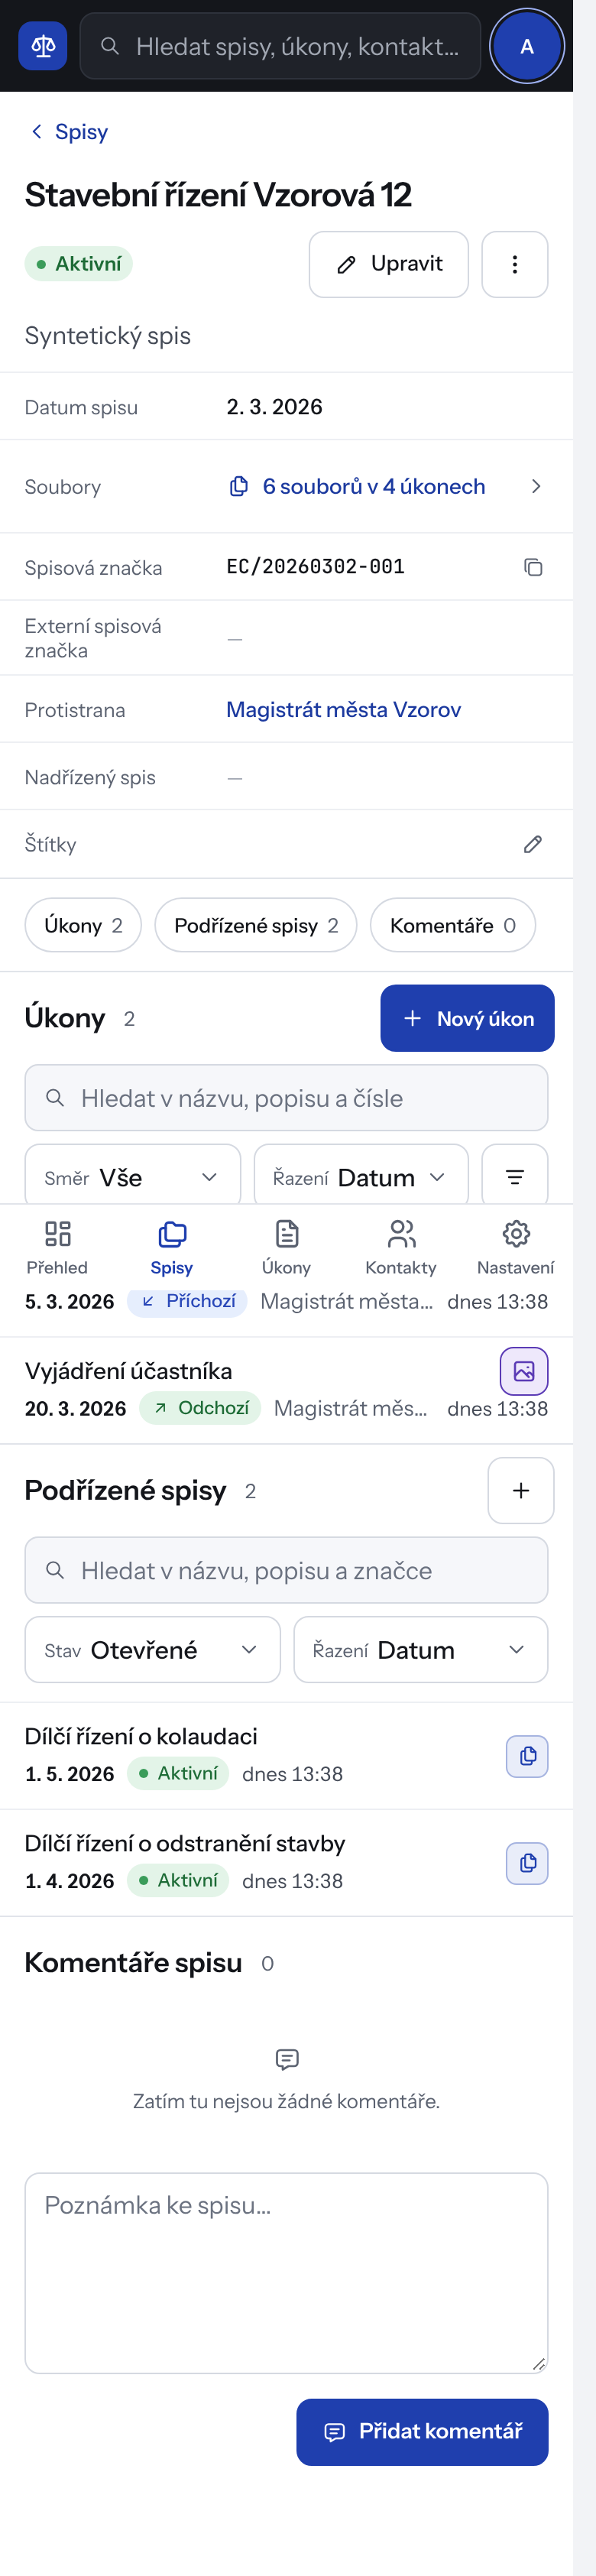 Hledat spisy, úkony, kontakt...
A
Spisy
Stavební řízení Vzorová 12
Aktivní
Upravit
Syntetický spis
Datum spisu 2. 3. 2026
Soubory 6 souborů v 4 úkonech
Spisová značka EC/20260302-001
Externí spisová značka —
Protistrana Magistrát města Vzorov
Nadřízený spis —
Štítky
Úkony 2 Podřízené spisy 2 Komentáře 0
Úkony 2 Nový úkon
Hledat v názvu, popisu a čísle
Směr Vše Řazení Datum
Přehled Spisy Úkony Kontakty Nastavení
5. 3. 2026 Příchozí Magistrát města... dnes 13:38
Vyjádření účastníka
20. 3. 2026 Odchozí Magistrát měs... dnes 13:38
Podřízené spisy 2
Hledat v názvu, popisu a značce
Stav Otevřené Řazení Datum
Dílčí řízení o kolaudaci
1. 5. 2026 Aktivní dnes 13:38
Dílčí řízení o odstranění stavby
1. 4. 2026 Aktivní dnes 13:38
Komentáře spisu 0
Zatím tu nejsou žádné komentáře.
Poznámka ke spisu...
Přidat komentář